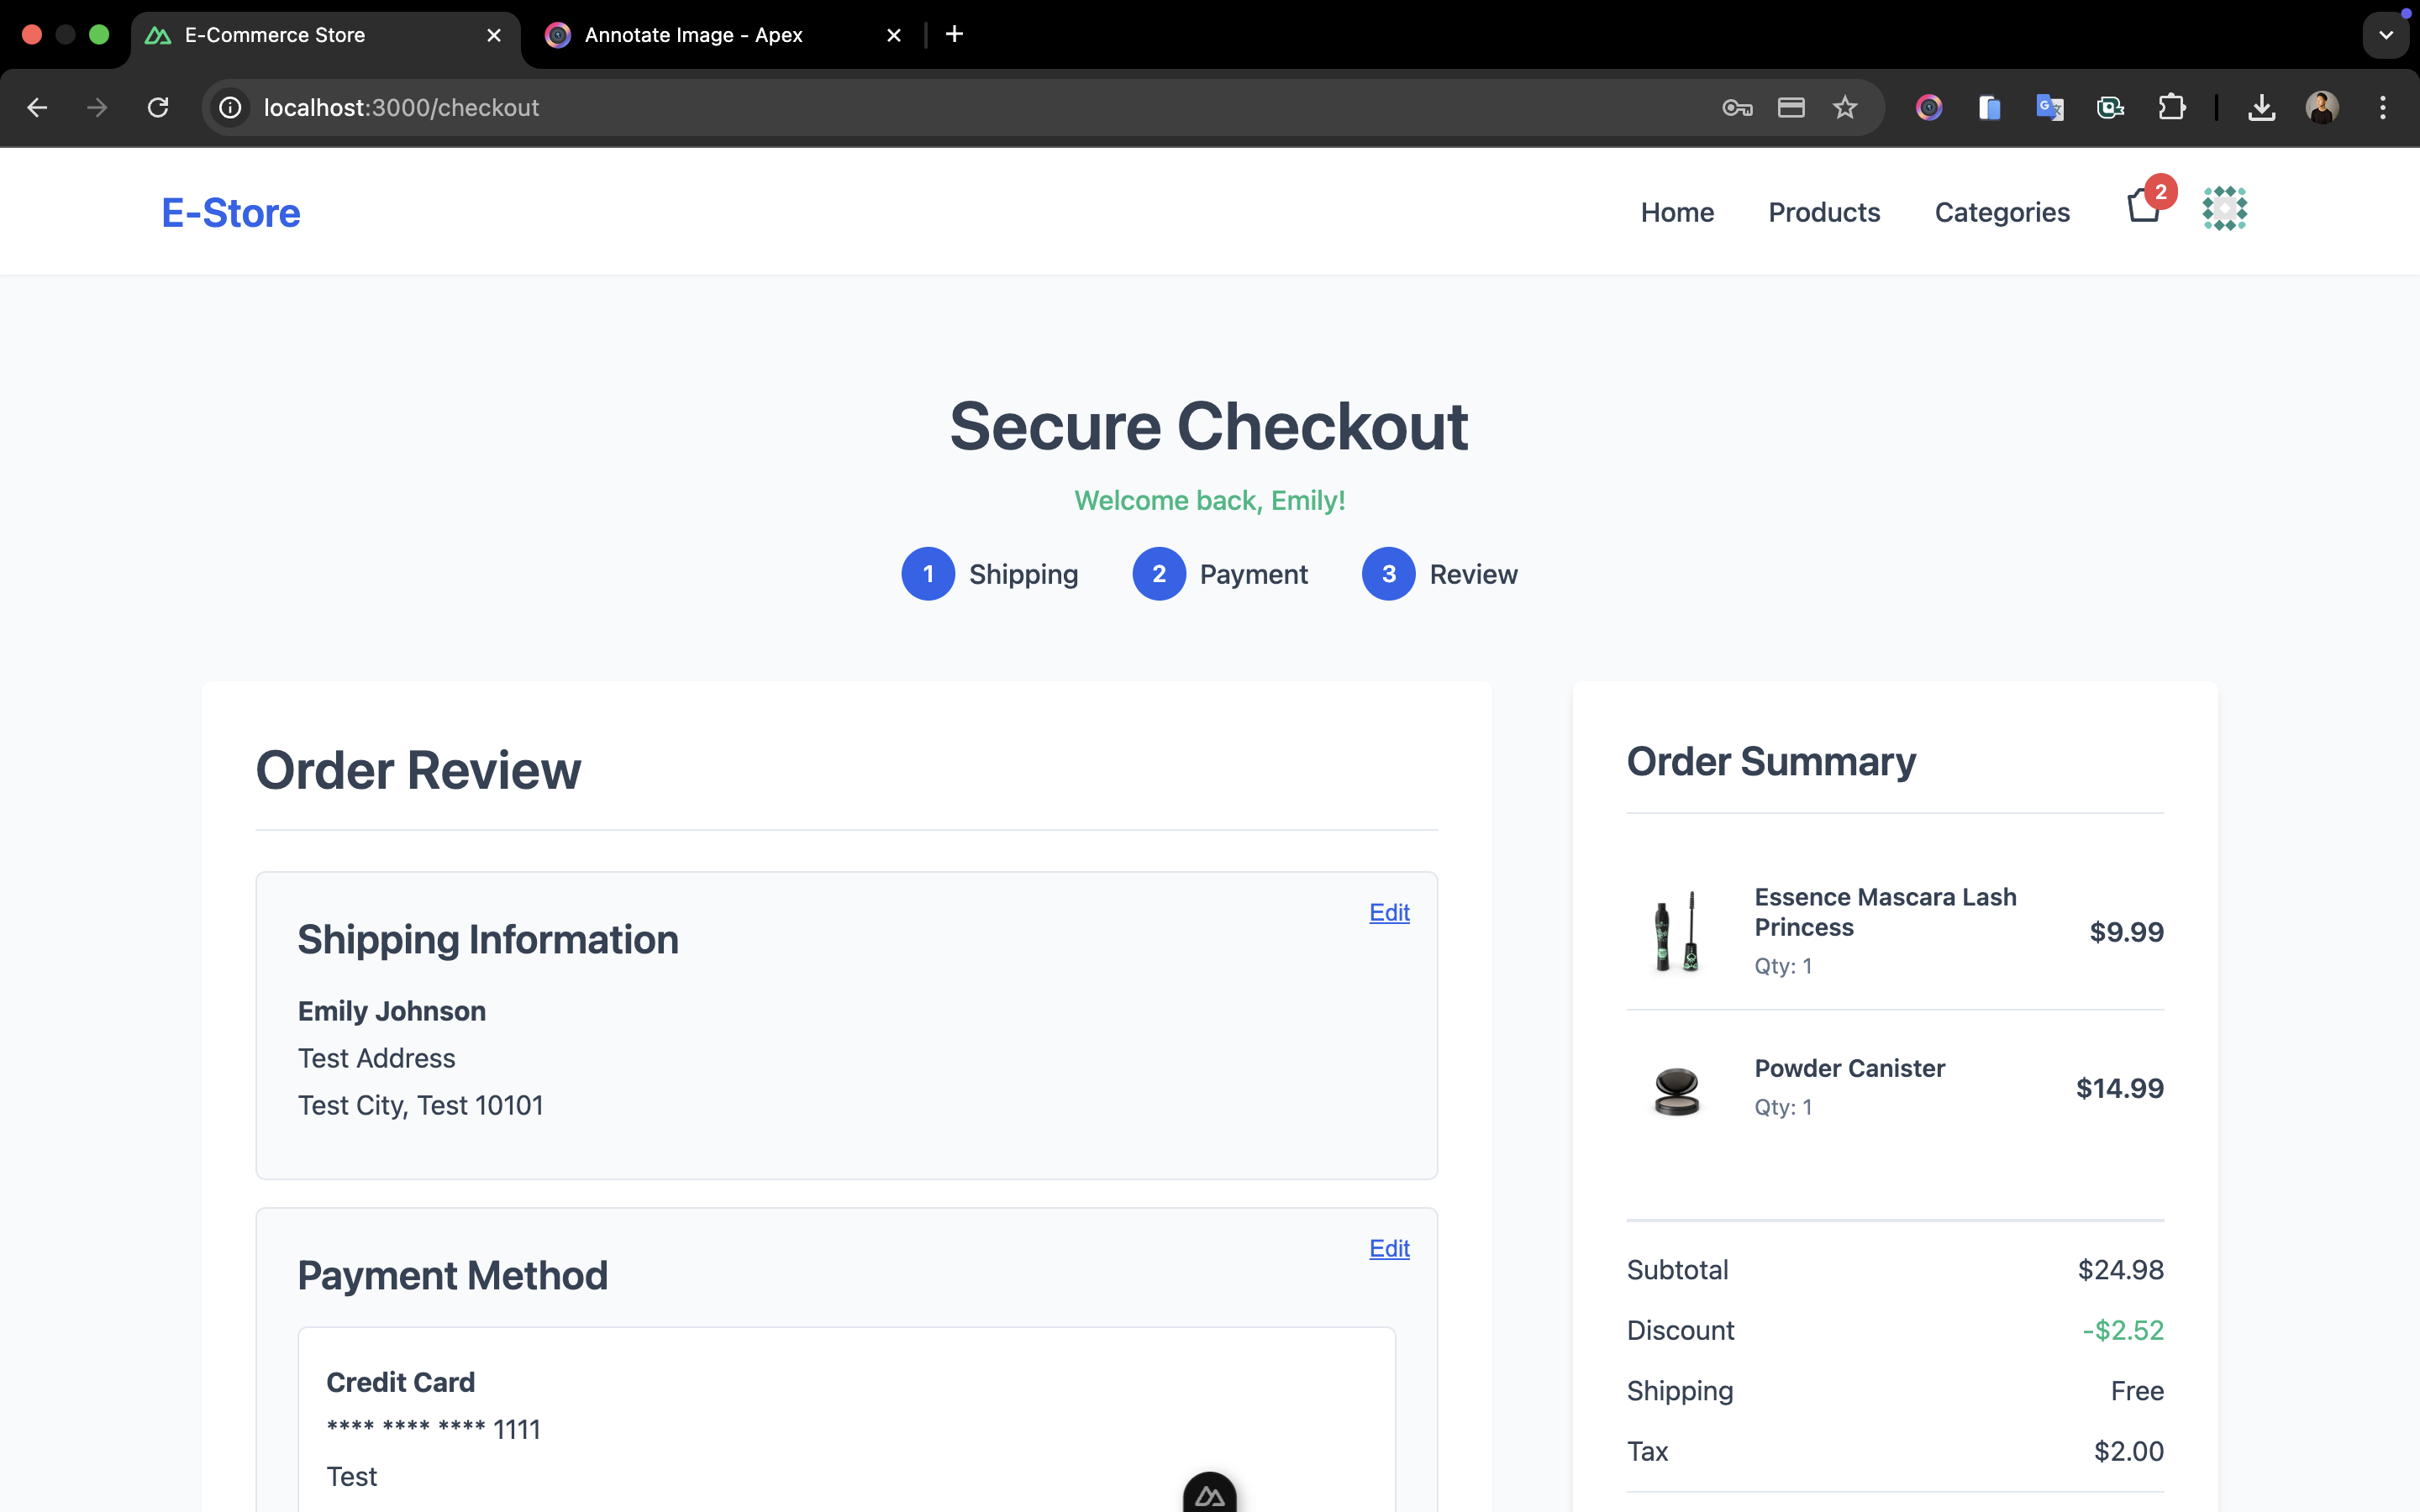 E-Commerce Store
Annotate Image - Apex
localhost:3000/checkout
E-Store
Home
Products
Categories
2
Secure Checkout
Welcome back, Emily!
1 Shipping
2 Payment
3 Review
Order Review
Shipping Information
Edit
Emily Johnson
Test Address
Test City, Test 10101
Payment Method
Edit
Credit Card
**** **** **** 1111
Test
Order Summary
Essence Mascara Lash
Princess
Qty: 1
$9.99
Powder Canister
Qty: 1
$14.99
Subtotal $24.98
Discount -$2.52
Shipping Free
Tax $2.00